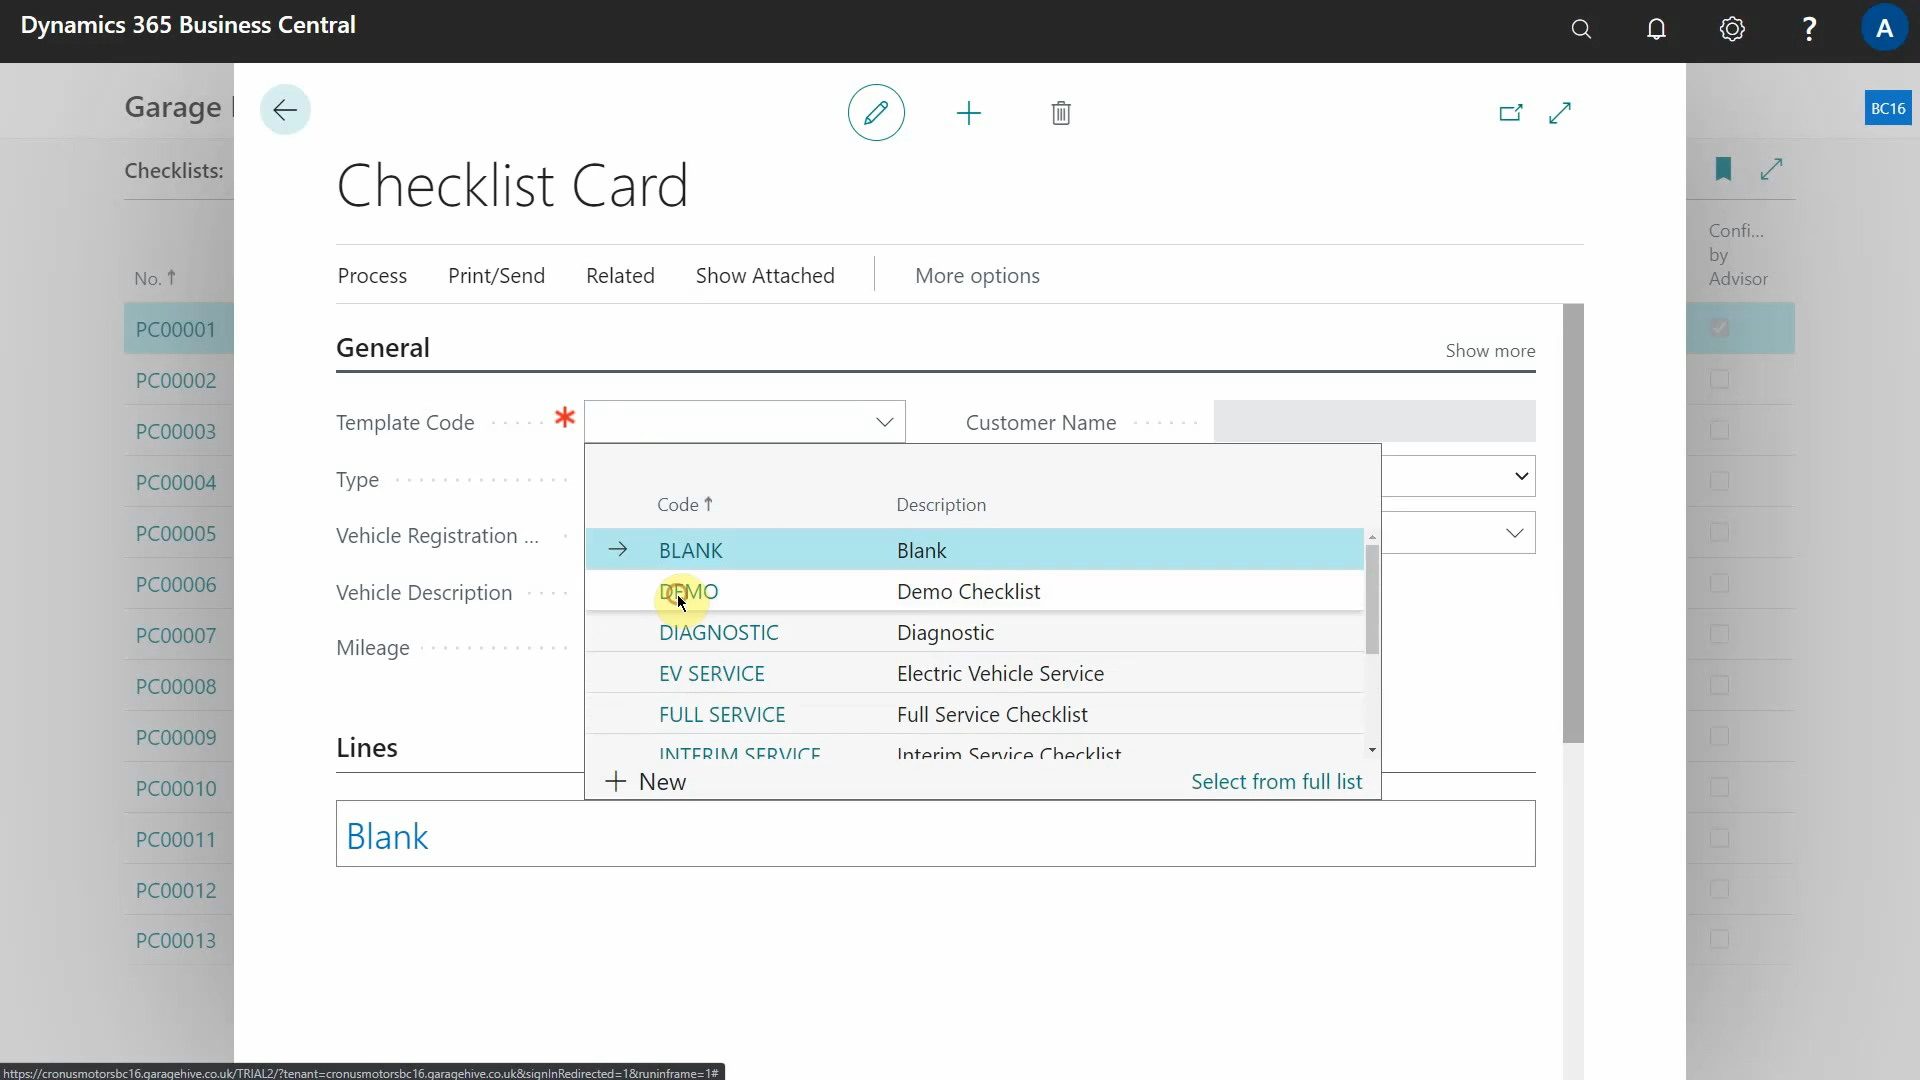 Dynamics 365 Business Central
?
A
Garage
BC16
Checklists:
Checklist Card
Process Print/Send Related Show Attached More options
Confi...
by
Advisor
No.↑
General
Show more
Template Code
*
Customer Name
Type
Vehicle Registration ...
Vehicle Description
Mileage
Code↑ Description
BLANK Blank
DEMO Demo Checklist
DIAGNOSTIC Diagnostic
EV SERVICE Electric Vehicle Service
FULL SERVICE Full Service Checklist
INTERIM SERVICE Interim Service Checklist
+ New Select from full list
Lines
Blank
PC00001
PC00002
PC00003
PC00004
PC00005
PC00006
PC00007
PC00008
PC00009
PC00010
PC00011
PC00012
PC00013
https://cronusmotorsbc16.garagehive.co.uk/TRIAL2/?tenant=cronusmotorsbc16.garagehive.co.uk&signInRedirected=1&runinframe=1#